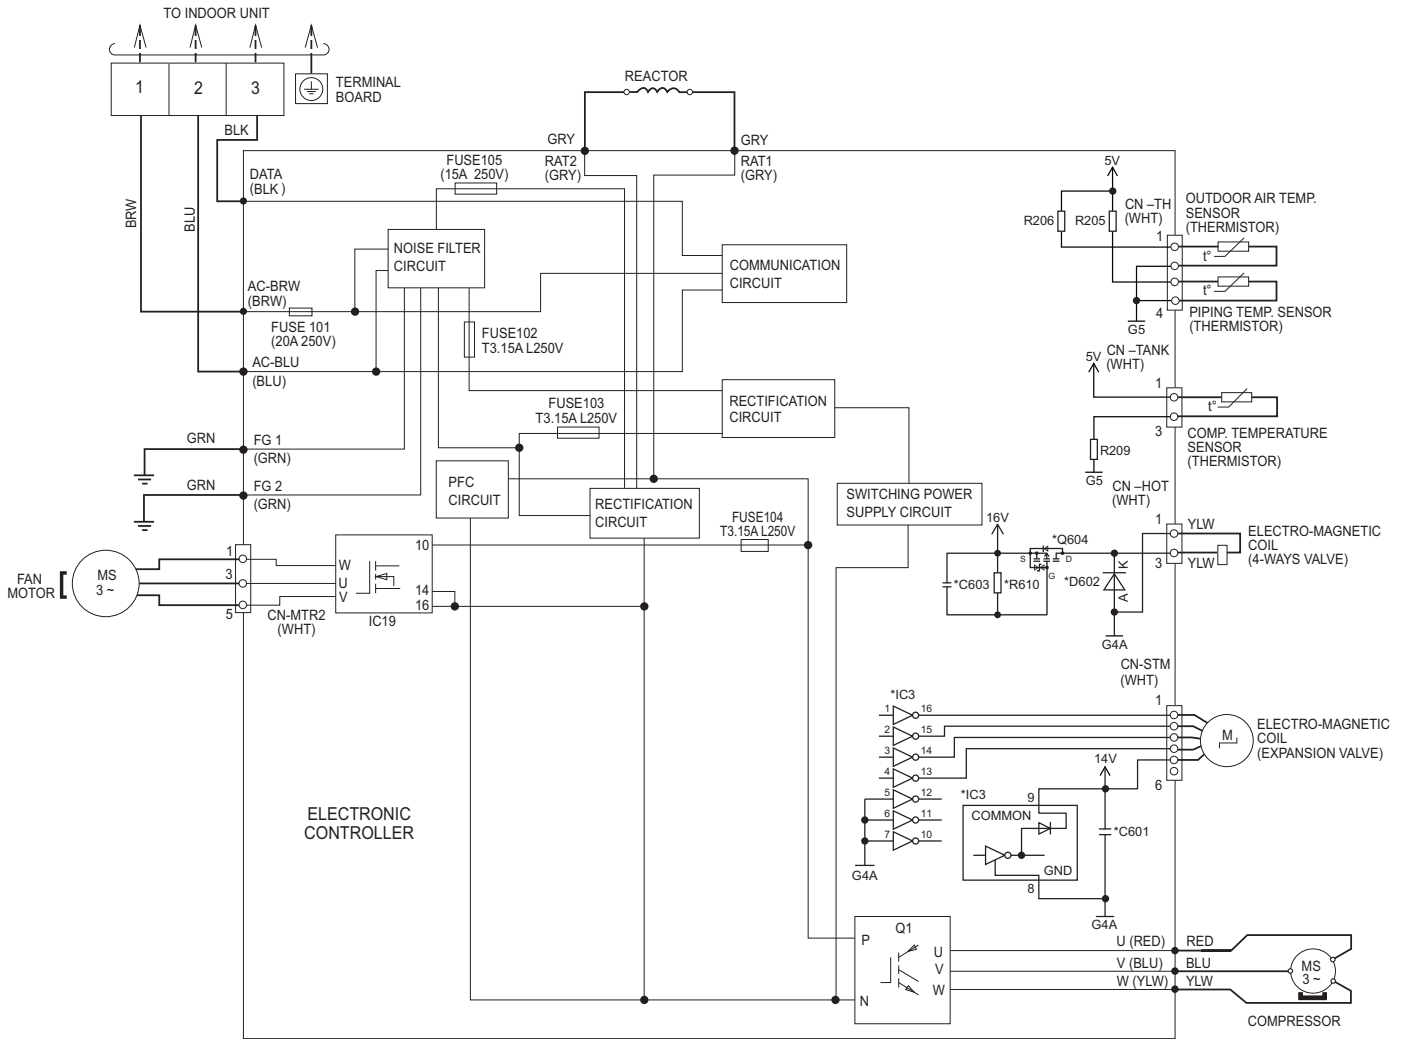 TO INDOOR UNIT
1
2
3
TERMINAL
BOARD
BLK
BRW
BLU
REACTOR
GRY
GRY
RAT2
(GRY)
RAT1
(GRY)
FUSE105
(15A 250V)
DATA
(BLK )
NOISE FILTER
CIRCUIT
COMMUNICATION
CIRCUIT
AC-BRW
(BRW)
FUSE 101
(20A 250V)
FUSE102
T3.15A L250V
AC-BLU
(BLU)
RECTIFICATION
CIRCUIT
FUSE103
T3.15A L250V
GRN
FG 1
(GRN)
GRN
FG 2
(GRN)
PFC
CIRCUIT
RECTIFICATION
CIRCUIT
SWITCHING POWER
SUPPLY CIRCUIT
FUSE104
T3.15A L250V
FAN
MOTOR
MS
3 ~
1
3
5
CN-MTR2
(WHT)
W
U
V
10
14
16
IC19
5V
R206
R205
CN –TH
(WHT)
1
4
G5
t°
t°
OUTDOOR AIR TEMP.
SENSOR
(THERMISTOR)
PIPING TEMP. SENSOR
(THERMISTOR)
CN –TANK
(WHT)
5V
1
3
t°
R209
G5
COMP. TEMPERATURE
SENSOR
(THERMISTOR)
CN –HOT
(WHT)
16V
*Q604
S
D
G
*C603
*R610
*D602
K
A
G4A
1
3
YLW
YLW
ELECTRO-MAGNETIC
COIL
(4-WAYS VALVE)
CN-STM
(WHT)
1
6
M
ELECTRO-MAGNETIC
COIL
(EXPANSION VALVE)
*IC3
1
16
2
15
3
14
4
13
5
12
6
11
7
10
G4A
14V
*IC3
9
COMMON
GND
8
*C601
G4A
ELECTRONIC
CONTROLLER
Q1
P
N
U
V
W
U (RED)
RED
V (BLU)
BLU
W (YLW)
YLW
MS
3 ~
COMPRESSOR